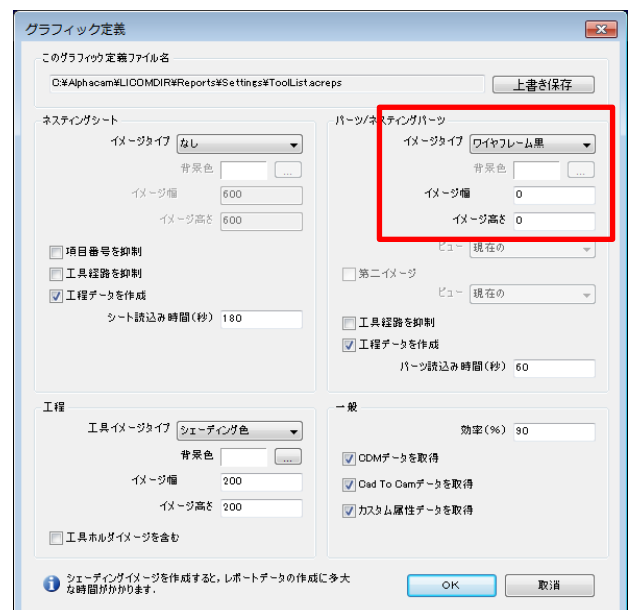 グラフィック定義
このグラフィック定義ファイル名
C:¥Alphacam¥LICOMDIR¥Reports¥Settings¥ToolList.acreps
上書き保存
ネスティングシート
イメージタイプ なし
背景色 ...
イメージ幅 600
イメージ高さ 600
項目番号を抑制
工具経路を抑制
工程データを作成
シート読込み時間(秒) 180
パーツ/ネスティングパーツ
イメージタイプ ワイヤフレーム黒
背景色 ...
イメージ幅 0
イメージ高さ 0
ビュー 現在の
第二イメージ
ビュー 現在の
工具経路を抑制
工程データを作成
パーツ読込み時間(秒) 60
工程
工具イメージタイプ シェーディング色
背景色 ...
イメージ幅 200
イメージ高さ 200
工具ホルダイメージを含む
一般
効率(%) 90
CDMデータを取得
Cad To Camデータを取得
カスタム属性データを取得
シェーディングイメージを作成すると,レポートデータの作成に多大
な時間がかかります.
OK 取消